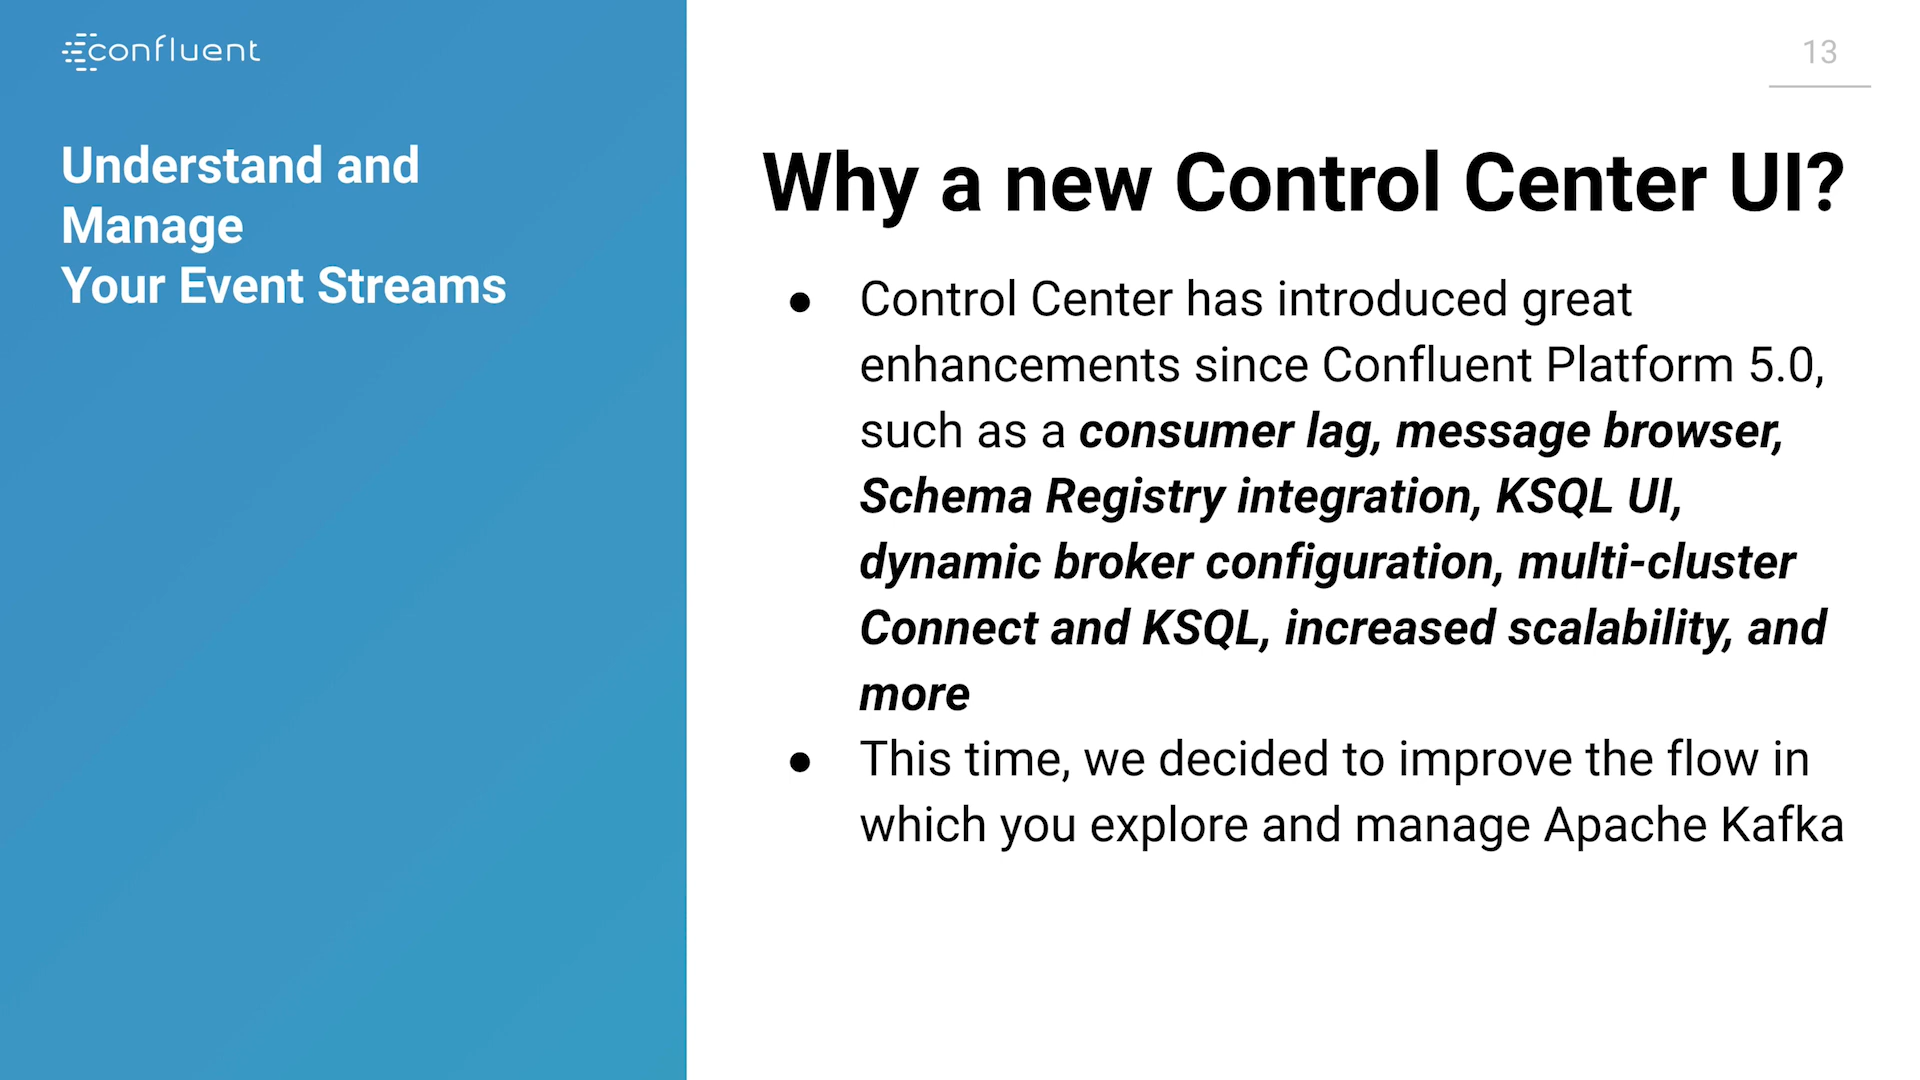 confluent
13
Understand and
Manage
Your Event Streams
Why a new Control Center UI?
● Control Center has introduced great
enhancements since Confluent Platform 5.0,
such as a consumer lag, message browser,
Schema Registry integration, KSQL UI,
dynamic broker configuration, multi-cluster
Connect and KSQL, increased scalability, and
more
● This time, we decided to improve the flow in
which you explore and manage Apache Kafka